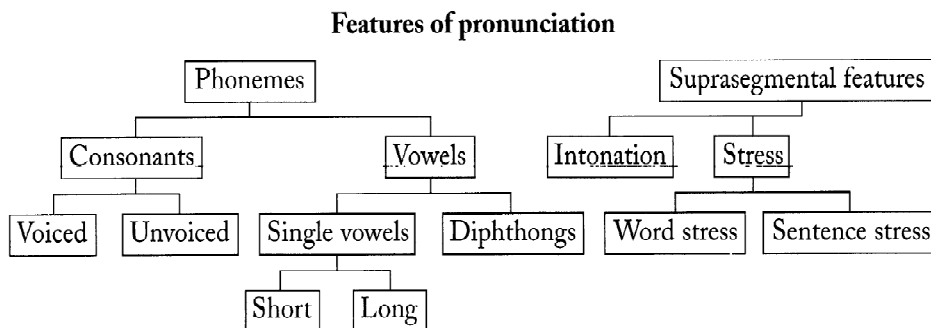 Features of pronunciation
Phonemes
Suprasegmental features
Consonants
Vowels
Intonation
Stress
Voiced
Unvoiced
Single vowels
Diphthongs
Word stress
Sentence stress
Short
Long